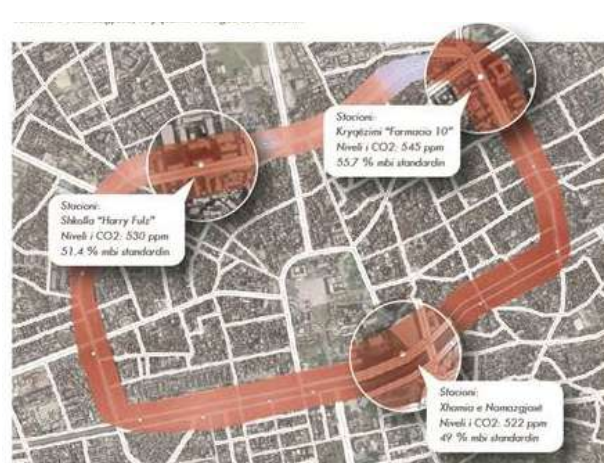 Stacioni:
Kryqëzimi "Farmacia 10"
Niveli i CO2: 545 ppm
55.7 % mbi standardin
Stacioni:
Shkolla "Harry Fulz"
Niveli i CO2: 530 ppm
51.4 % mbi standardin
Stacioni:
Xhamia e Namazgjasë
Niveli i CO2: 522 ppm
49 % mbi standardin